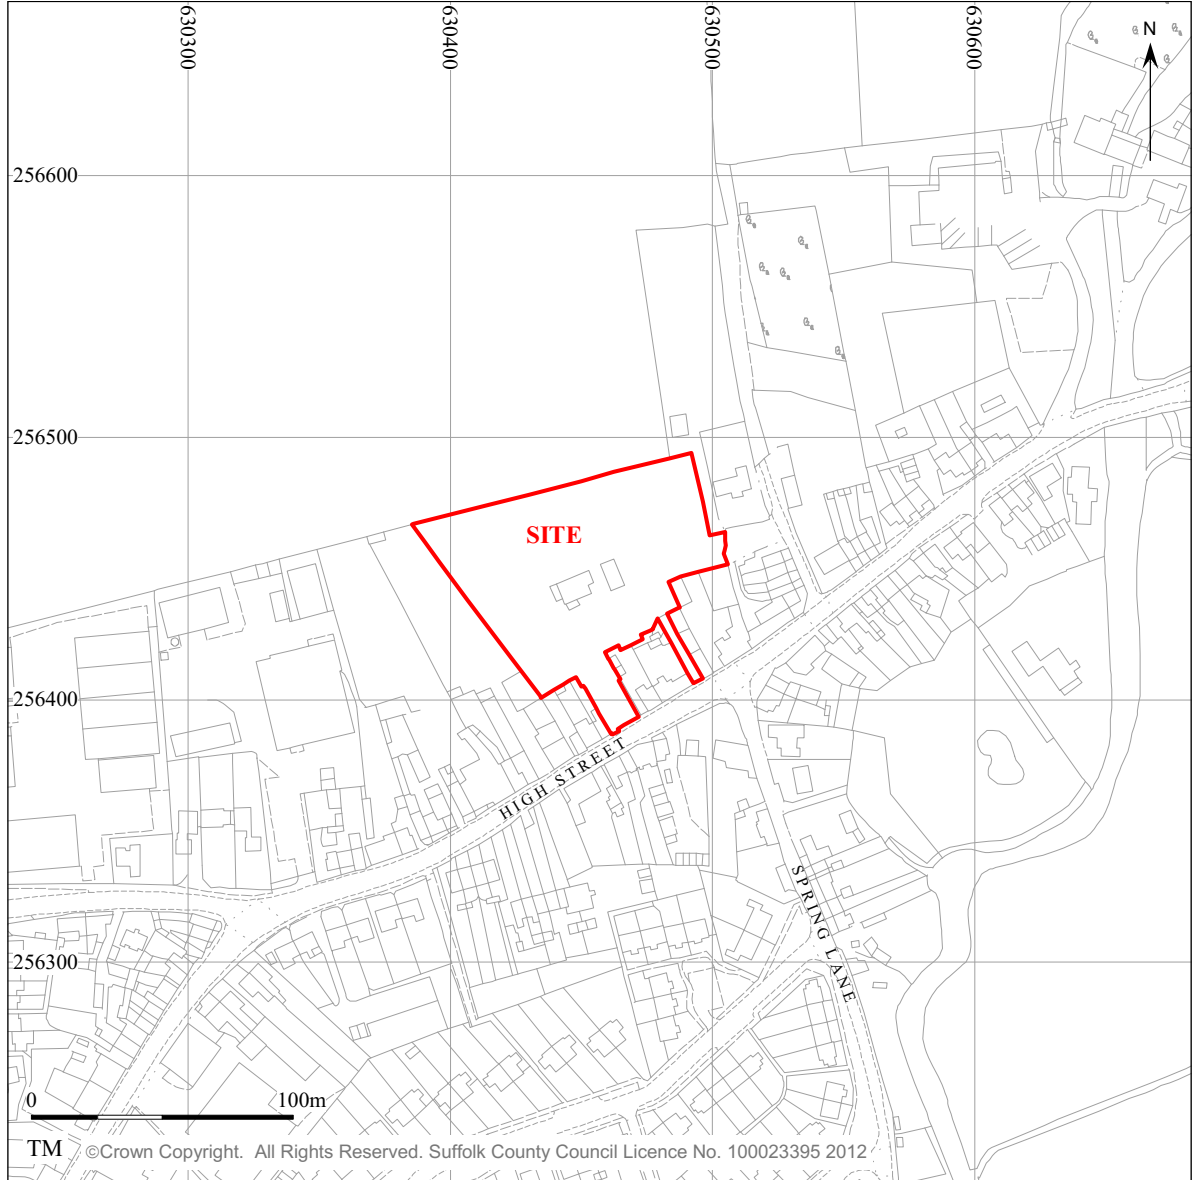 630300
630400
630500
630600
N
256600
256500
SITE
256400
HIGH STREET
SPRING LANE
256300
0 100m
TM ©Crown Copyright. All Rights Reserved. Suffolk County Council Licence No. 100023395 2012